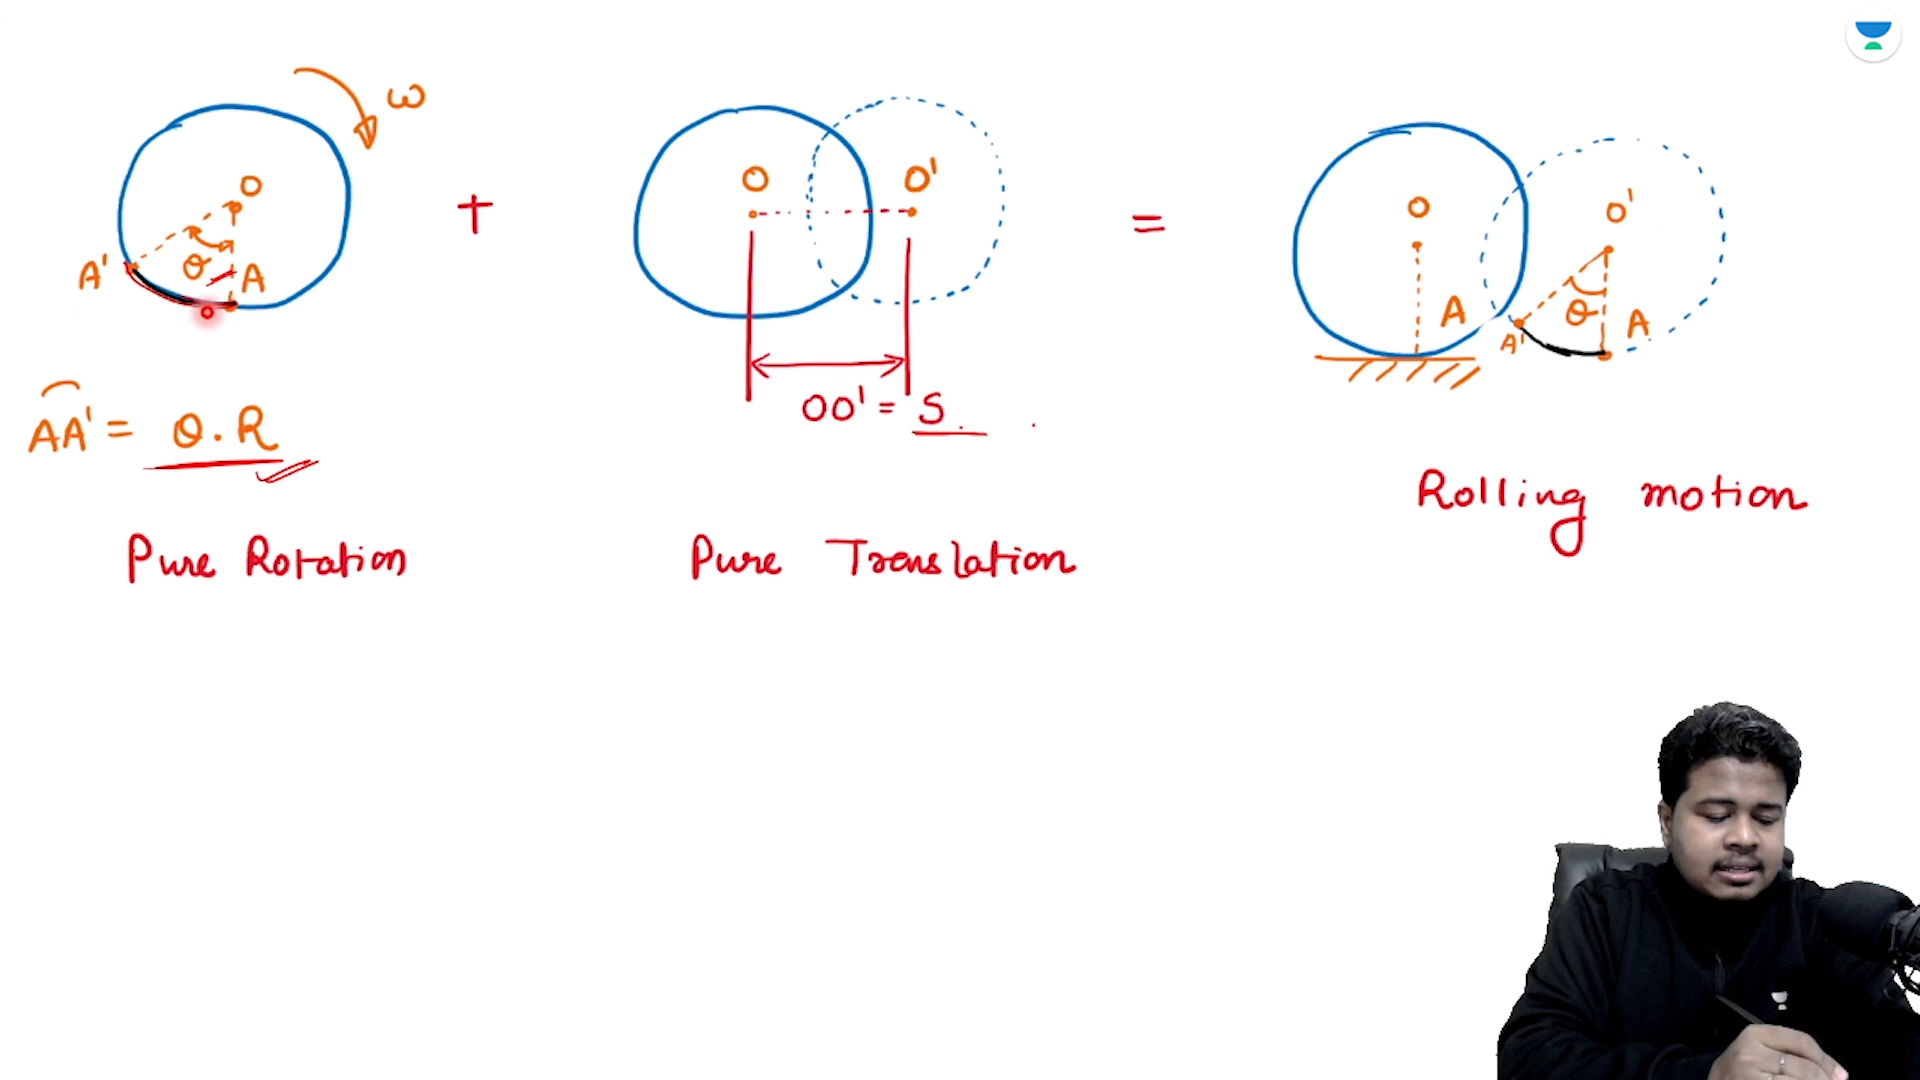 ω
O
θ
A'
A
+
O
O'
=
O
O'
A
A'
θ
A
AA' = θ.R
OO' = S
Rolling motion
Pure Rotation
Pure Translation